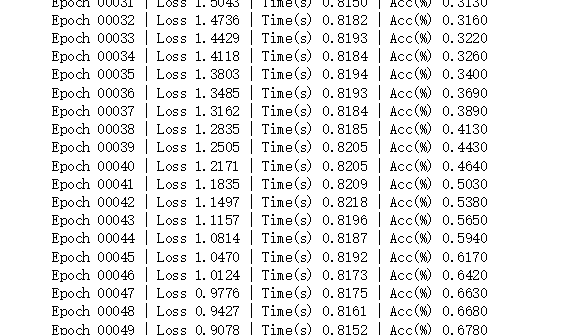 Epoch 00031 | Loss 1.5043 | Time(s) 0.8150 | Acc(%) 0.3130
Epoch 00032 | Loss 1.4736 | Time(s) 0.8182 | Acc(%) 0.3160
Epoch 00033 | Loss 1.4429 | Time(s) 0.8193 | Acc(%) 0.3220
Epoch 00034 | Loss 1.4118 | Time(s) 0.8184 | Acc(%) 0.3260
Epoch 00035 | Loss 1.3803 | Time(s) 0.8194 | Acc(%) 0.3400
Epoch 00036 | Loss 1.3485 | Time(s) 0.8193 | Acc(%) 0.3690
Epoch 00037 | Loss 1.3162 | Time(s) 0.8184 | Acc(%) 0.3890
Epoch 00038 | Loss 1.2835 | Time(s) 0.8185 | Acc(%) 0.4130
Epoch 00039 | Loss 1.2505 | Time(s) 0.8205 | Acc(%) 0.4430
Epoch 00040 | Loss 1.2171 | Time(s) 0.8205 | Acc(%) 0.4640
Epoch 00041 | Loss 1.1835 | Time(s) 0.8209 | Acc(%) 0.5030
Epoch 00042 | Loss 1.1497 | Time(s) 0.8218 | Acc(%) 0.5380
Epoch 00043 | Loss 1.1157 | Time(s) 0.8196 | Acc(%) 0.5650
Epoch 00044 | Loss 1.0814 | Time(s) 0.8187 | Acc(%) 0.5940
Epoch 00045 | Loss 1.0470 | Time(s) 0.8192 | Acc(%) 0.6170
Epoch 00046 | Loss 1.0124 | Time(s) 0.8173 | Acc(%) 0.6420
Epoch 00047 | Loss 0.9776 | Time(s) 0.8175 | Acc(%) 0.6630
Epoch 00048 | Loss 0.9427 | Time(s) 0.8161 | Acc(%) 0.6680
Epoch 00049 | Loss 0.9078 | Time(s) 0.8152 | Acc(%) 0.6780